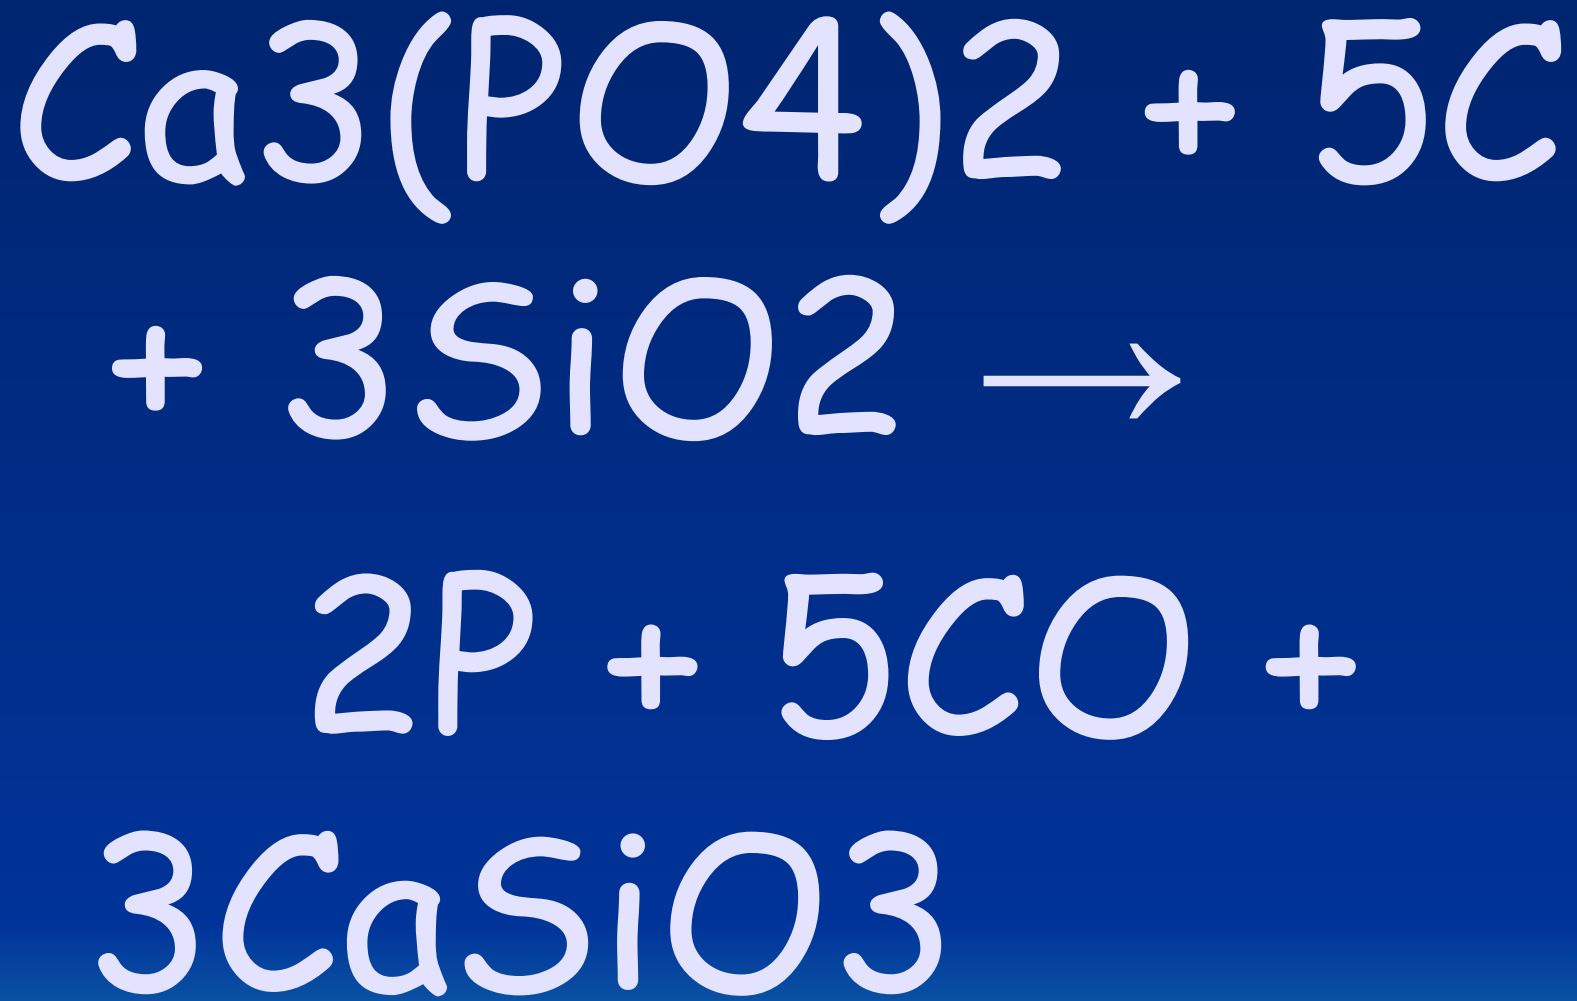 Ca3(PO4)2 + 5C
+ 3SiO2 →
2P + 5CO +
3CaSiO3